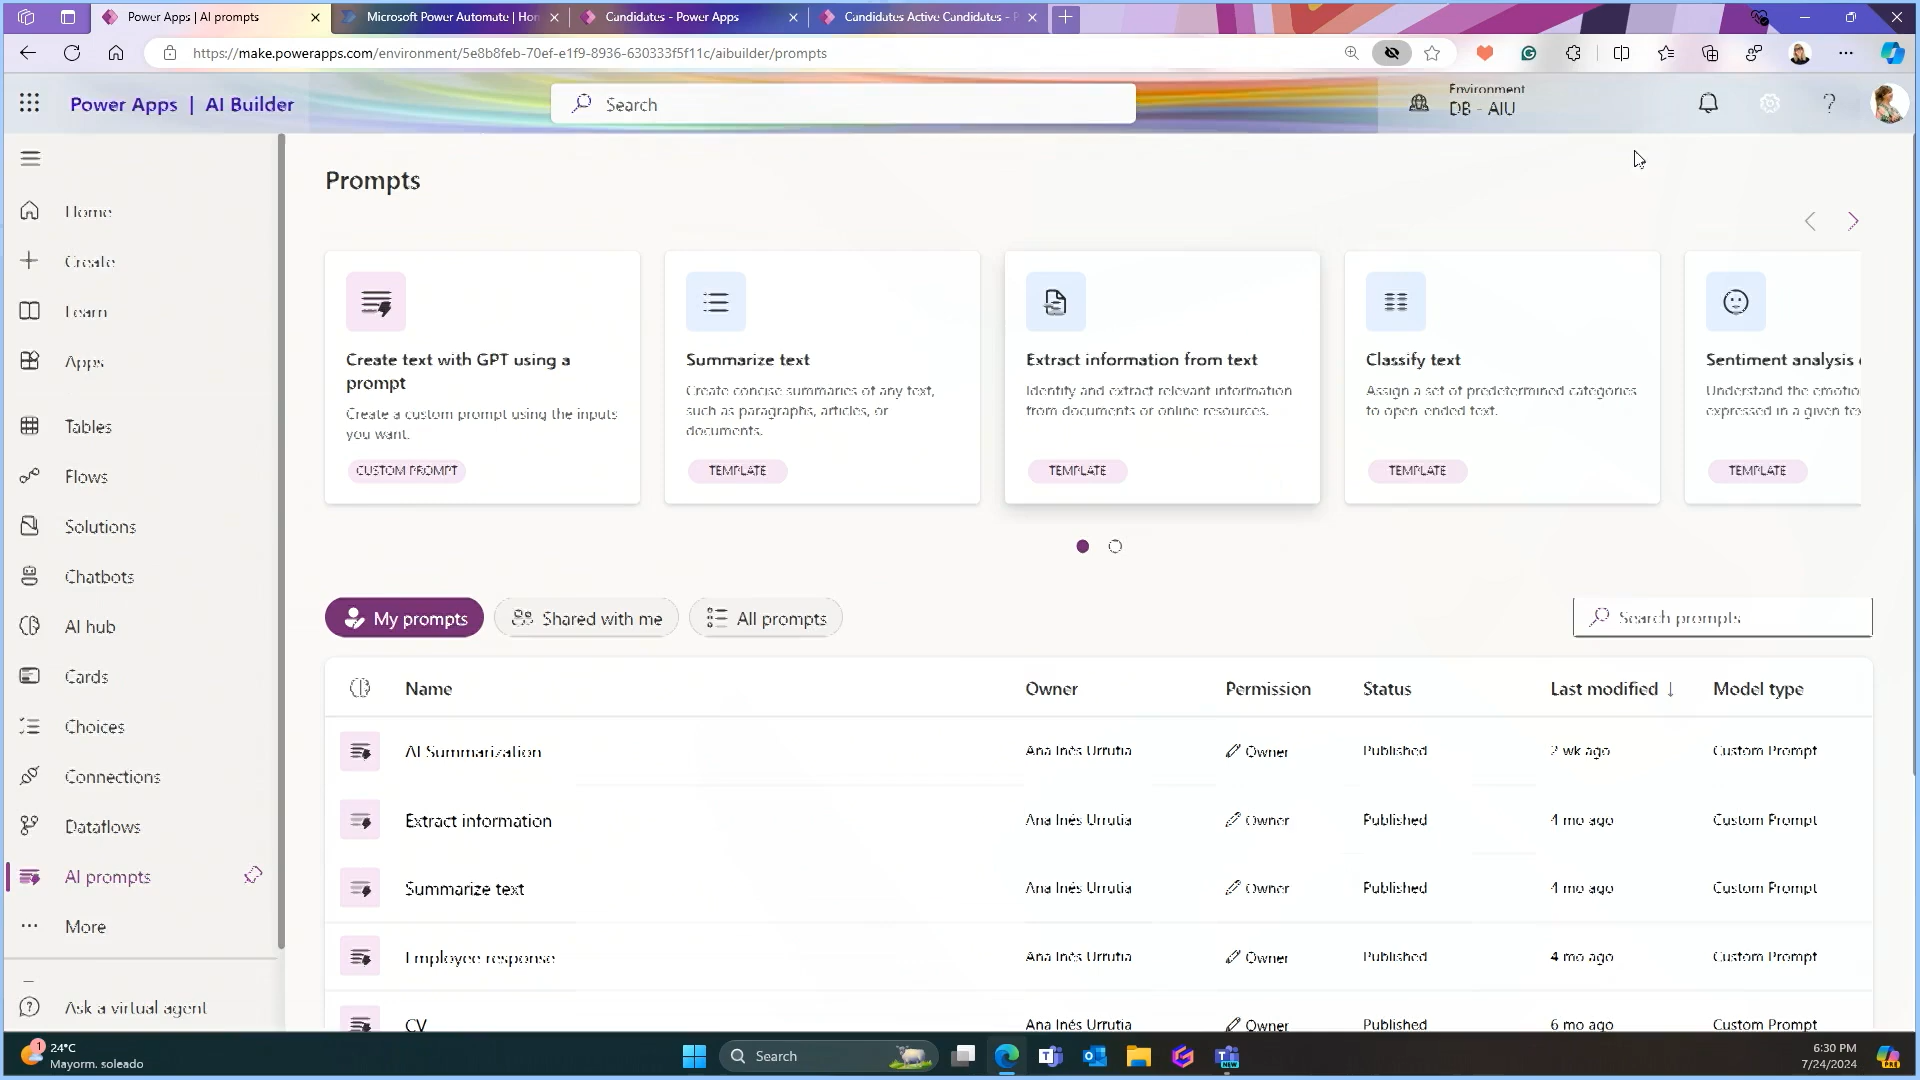 Power Apps | AI prompts
Microsoft Power Automate | Hon
Candidates - Power Apps
Candidates Active Candidates - P
https://make.powerapps.com/environment/5e8b8feb-70ef-e1f9-8936-630333f5f11c/aibuilder/prompts
Power Apps | AI Builder
Search
Environment
DB - AIU
Prompts
Home
Create
Learn
Apps
Tables
Flows
Solutions
Chatbots
AI hub
Cards
Choices
Connections
Dataflows
AI prompts
More
Ask a virtual agent
Create text with GPT using a
prompt
Create a custom prompt using the inputs
you want.
CUSTOM PROMPT
Summarize text
Create concise summaries of any text,
such as paragraphs, articles, or
documents.
TEMPLATE
Extract information from text
Identify and extract relevant information
from documents or online resources.
TEMPLATE
Classify text
Assign a set of predetermined categories
to open-ended text.
TEMPLATE
Sentiment analysis
Understand the emotio
expressed in a given tex
TEMPLATE
My prompts
Shared with me
All prompts
Search prompts
Name Owner Permission Status Last modified ↓ Model type
AI Summarization Ana Inés Urrutia Owner Published 2 wk ago Custom Prompt
Extract information Ana Inés Urrutia Owner Published 4 mo ago Custom Prompt
Summarize text Ana Inés Urrutia Owner Published 4 mo ago Custom Prompt
Employee response Ana Inés Urrutia Owner Published 4 mo ago Custom Prompt
CV Ana Inés Urrutia Owner Published 6 mo ago Custom Prompt
1
24°C
Mayorm. soleado
Search
NEW
6:30 PM
7/24/2024
PRE